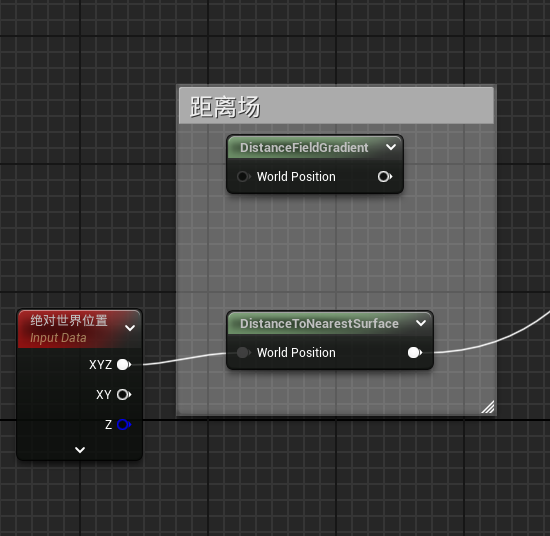 距离场
DistanceFieldGradient
World Position
绝对世界位置
Input Data
XYZ
XY
Z
DistanceToNearestSurface
World Position